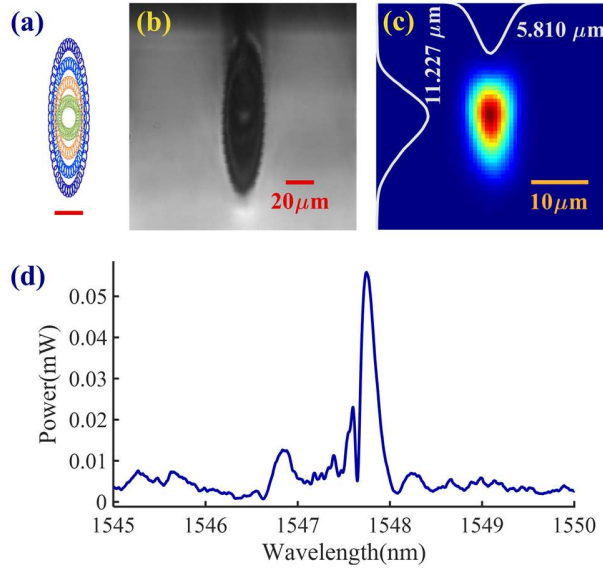 (a)
(b)
20μm
(c)
5.810 μm
11.227 μm
10μm
(d)
Power(mW)
0.05
0.04
0.03
0.02
0.01
0
1545
1546
1547
1548
1549
1550
Wavelength(nm)